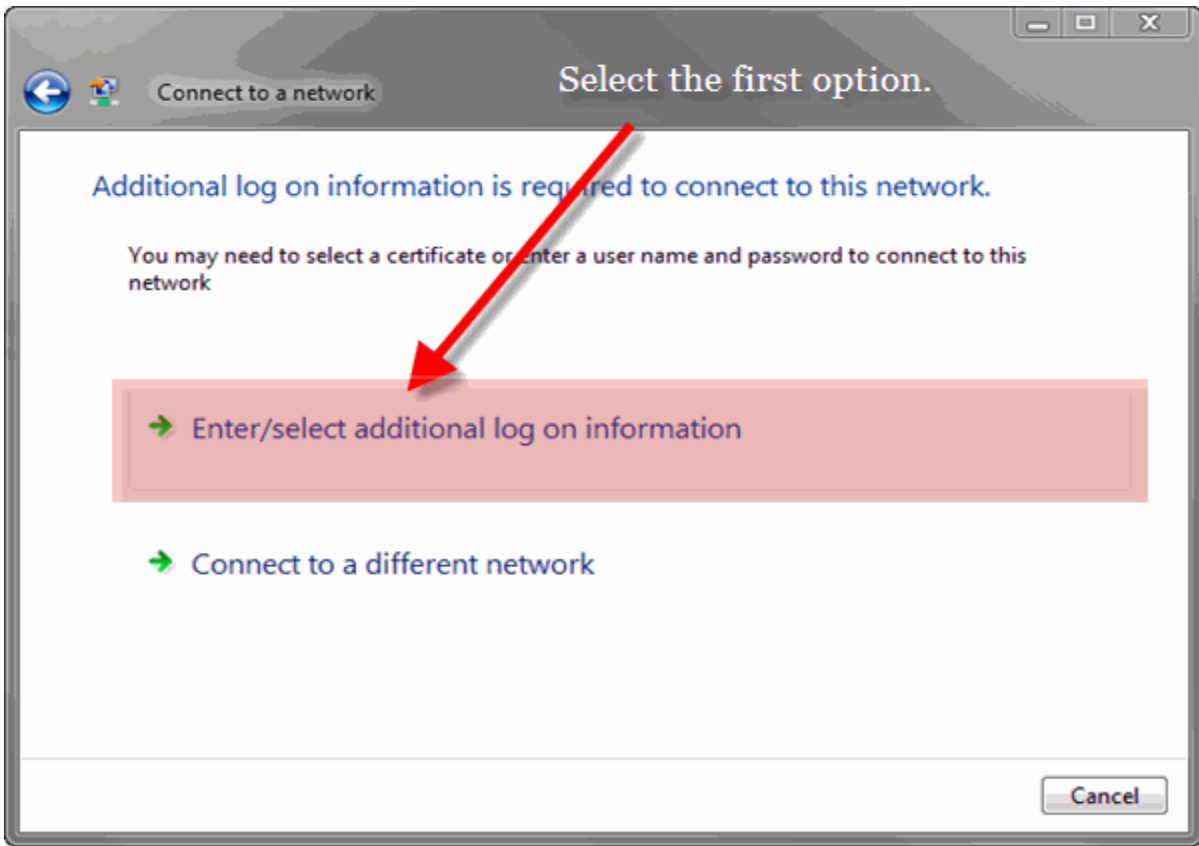 Connect to a network
Select the first option.
Additional log on information is required to connect to this network.
You may need to select a certificate or enter a user name and password to connect to this
network
Enter/select additional log on information
Connect to a different network
Cancel